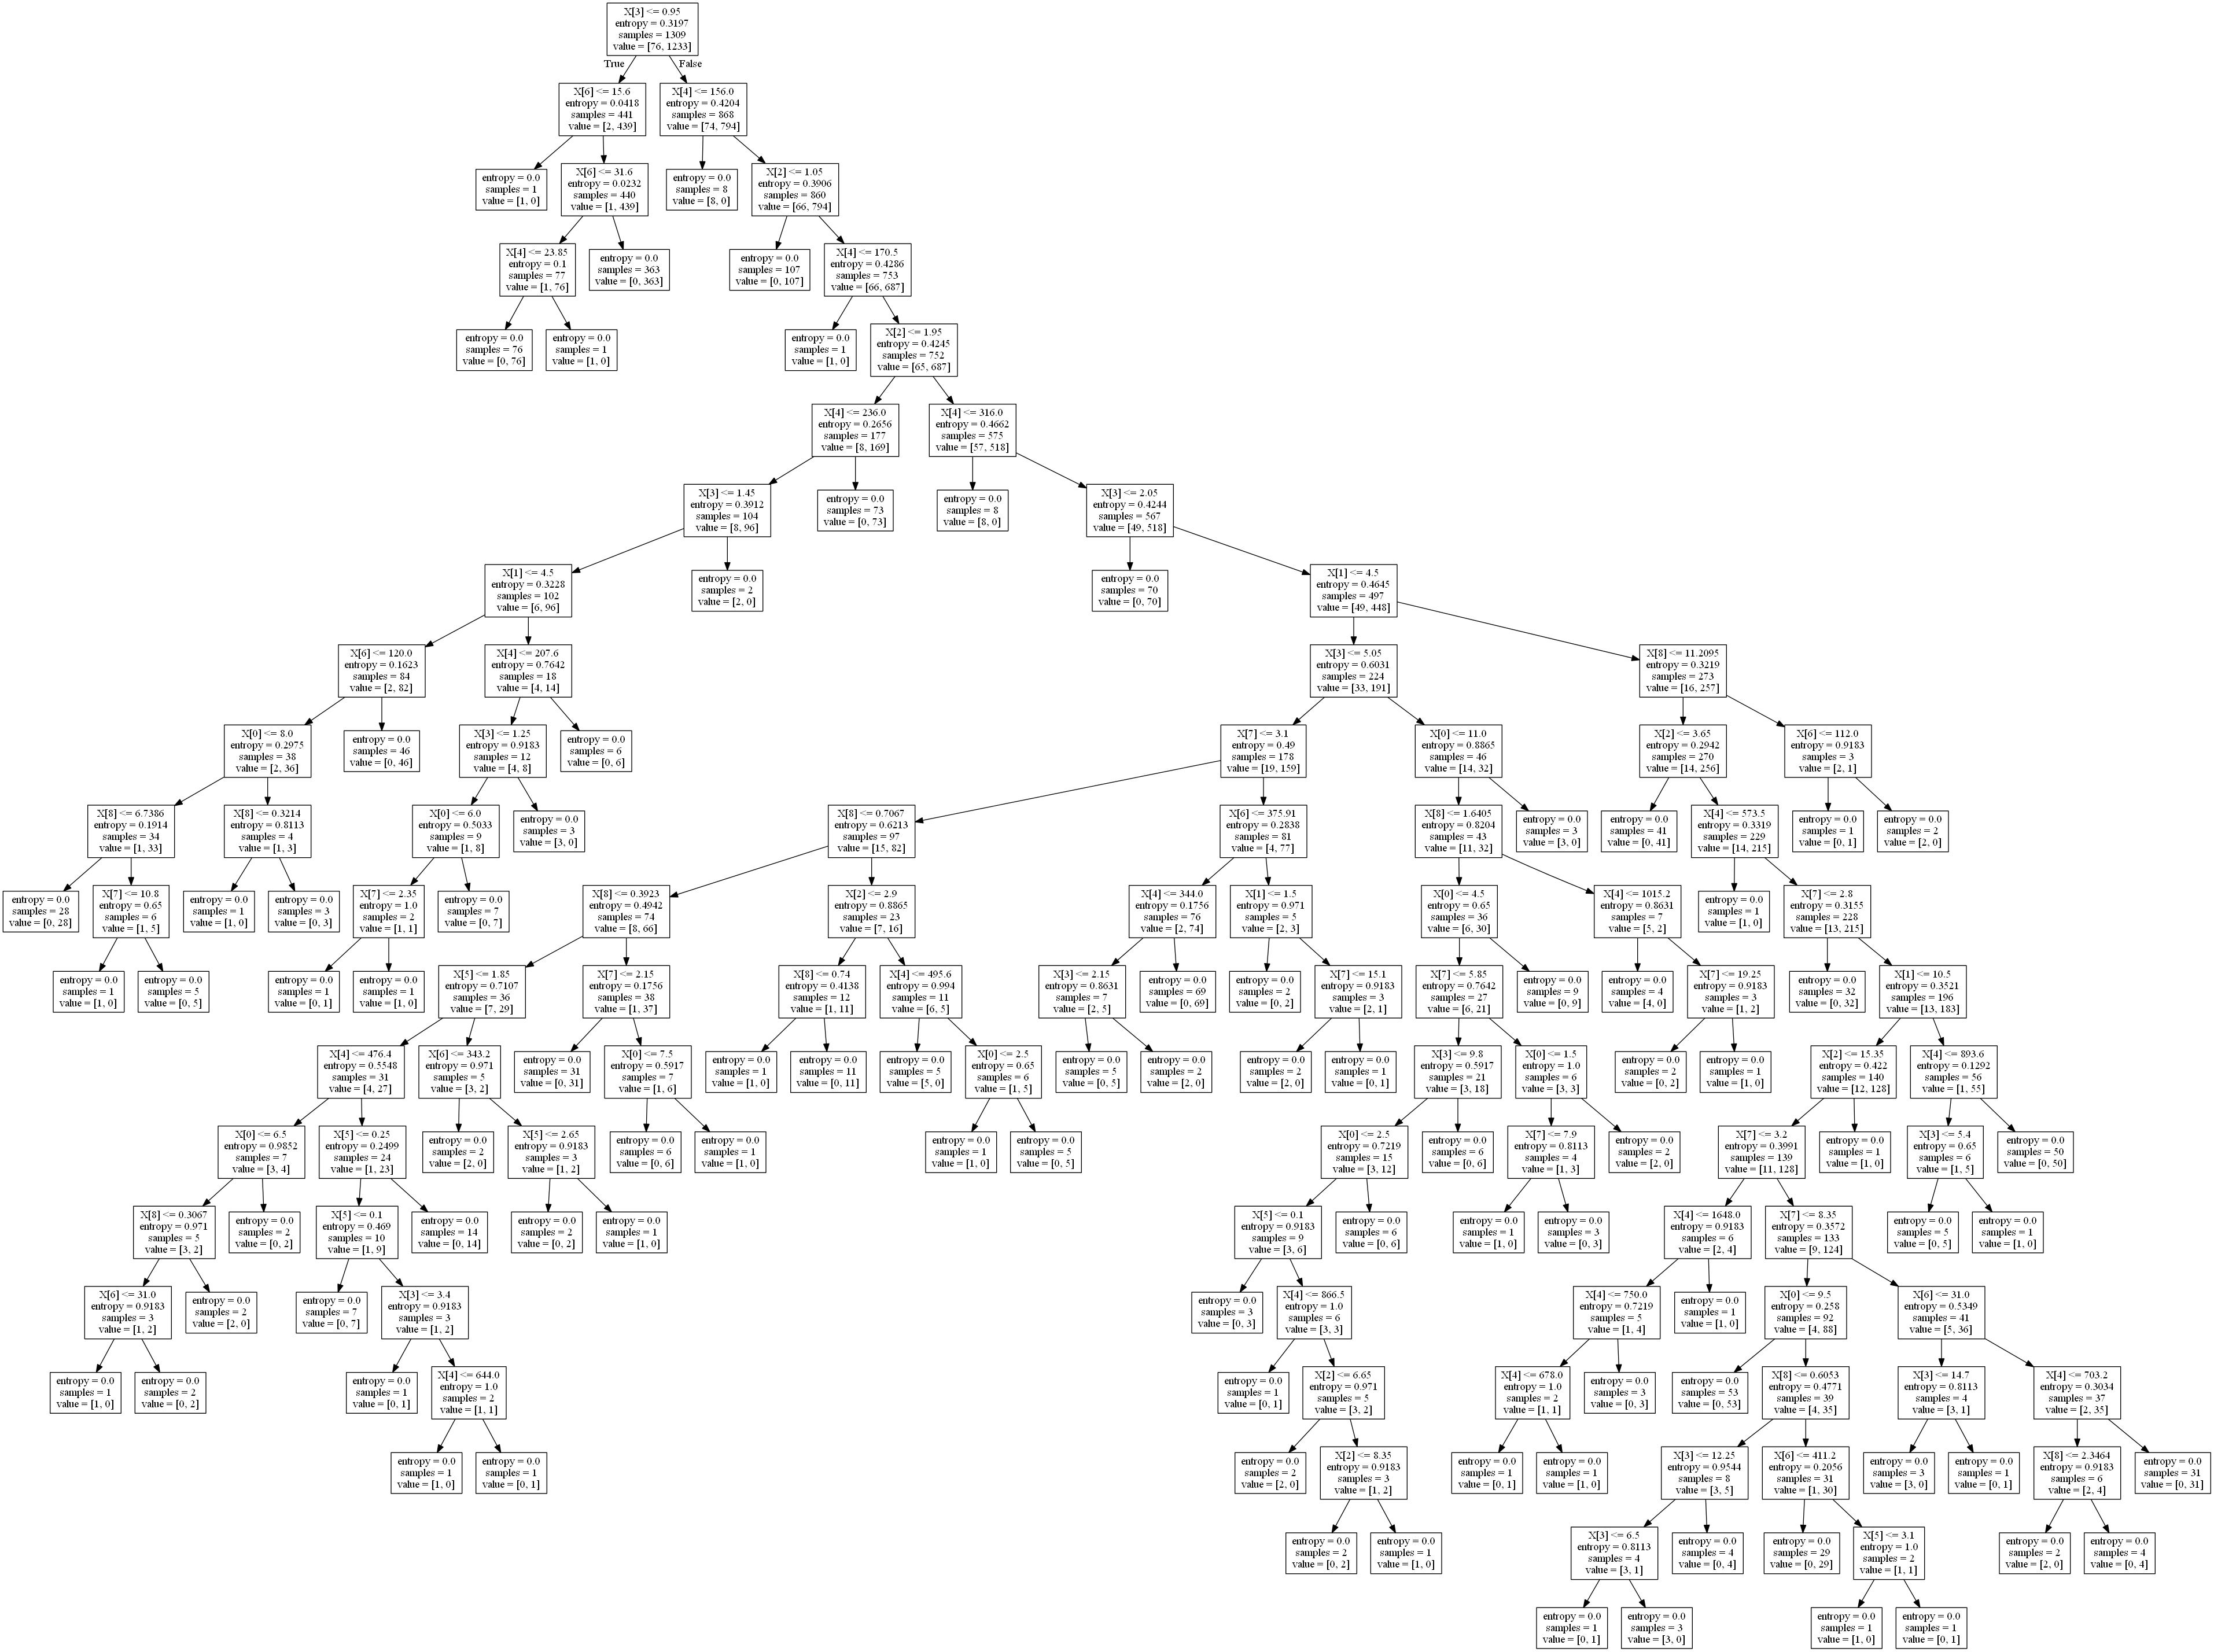 X[3] <= 0.95
entropy = 0.3197
samples = 1309
value = [76, 1233]
True
False
X[6] <= 15.6
entropy = 0.0418
samples = 441
value = [2, 439]
X[4] <= 156.0
entropy = 0.4204
samples = 868
value = [74, 794]
entropy = 0.0
samples = 1
value = [1, 0]
X[6] <= 31.6
entropy = 0.0232
samples = 440
value = [1, 439]
entropy = 0.0
samples = 8
value = [8, 0]
X[2] <= 1.05
entropy = 0.3906
samples = 860
value = [66, 794]
X[4] <= 23.85
entropy = 0.1
samples = 77
value = [1, 76]
entropy = 0.0
samples = 363
value = [0, 363]
entropy = 0.0
samples = 107
value = [0, 107]
X[4] <= 170.5
entropy = 0.4286
samples = 753
value = [66, 687]
entropy = 0.0
samples = 76
value = [0, 76]
entropy = 0.0
samples = 1
value = [1, 0]
entropy = 0.0
samples = 1
value = [1, 0]
X[2] <= 1.95
entropy = 0.4245
samples = 752
value = [65, 687]
X[4] <= 236.0
entropy = 0.2656
samples = 177
value = [8, 169]
X[4] <= 316.0
entropy = 0.4662
samples = 575
value = [57, 518]
X[3] <= 1.45
entropy = 0.3912
samples = 104
value = [8, 96]
entropy = 0.0
samples = 73
value = [0, 73]
entropy = 0.0
samples = 8
value = [8, 0]
X[3] <= 2.05
entropy = 0.4244
samples = 567
value = [49, 518]
X[1] <= 4.5
entropy = 0.3228
samples = 102
value = [6, 96]
entropy = 0.0
samples = 2
value = [2, 0]
entropy = 0.0
samples = 70
value = [0, 70]
X[1] <= 4.5
entropy = 0.4645
samples = 497
value = [49, 448]
X[6] <= 120.0
entropy = 0.1623
samples = 84
value = [2, 82]
X[4] <= 207.6
entropy = 0.7642
samples = 18
value = [4, 14]
X[3] <= 5.05
entropy = 0.6031
samples = 224
value = [33, 191]
X[8] <= 11.2095
entropy = 0.3219
samples = 273
value = [16, 257]
X[0] <= 8.0
entropy = 0.2975
samples = 38
value = [2, 36]
entropy = 0.0
samples = 46
value = [0, 46]
X[3] <= 1.25
entropy = 0.9183
samples = 12
value = [4, 8]
entropy = 0.0
samples = 6
value = [0, 6]
X[7] <= 3.1
entropy = 0.49
samples = 178
value = [19, 159]
X[0] <= 11.0
entropy = 0.8865
samples = 46
value = [14, 32]
X[2] <= 3.65
entropy = 0.2942
samples = 270
value = [14, 256]
X[6] <= 112.0
entropy = 0.9183
samples = 3
value = [2, 1]
X[8] <= 6.7386
entropy = 0.1914
samples = 34
value = [1, 33]
X[8] <= 0.3214
entropy = 0.8113
samples = 4
value = [1, 3]
X[0] <= 6.0
entropy = 0.5033
samples = 9
value = [1, 8]
entropy = 0.0
samples = 3
value = [3, 0]
X[8] <= 0.7067
entropy = 0.6213
samples = 97
value = [15, 82]
X[6] <= 375.91
entropy = 0.2838
samples = 81
value = [4, 77]
X[8] <= 1.6405
entropy = 0.8204
samples = 43
value = [11, 32]
entropy = 0.0
samples = 3
value = [3, 0]
entropy = 0.0
samples = 41
value = [0, 41]
X[4] <= 573.5
entropy = 0.3319
samples = 229
value = [14, 215]
entropy = 0.0
samples = 1
value = [0, 1]
entropy = 0.0
samples = 2
value = [2, 0]
entropy = 0.0
samples = 28
value = [0, 28]
X[7] <= 10.8
entropy = 0.65
samples = 6
value = [1, 5]
entropy = 0.0
samples = 1
value = [1, 0]
entropy = 0.0
samples = 3
value = [0, 3]
X[7] <= 2.35
entropy = 1.0
samples = 2
value = [1, 1]
entropy = 0.0
samples = 7
value = [0, 7]
X[8] <= 0.3923
entropy = 0.4942
samples = 74
value = [8, 66]
X[2] <= 2.9
entropy = 0.8865
samples = 23
value = [7, 16]
X[4] <= 344.0
entropy = 0.1756
samples = 76
value = [2, 74]
X[1] <= 1.5
entropy = 0.971
samples = 5
value = [2, 3]
X[0] <= 4.5
entropy = 0.65
samples = 36
value = [6, 30]
X[4] <= 1015.2
entropy = 0.8631
samples = 7
value = [5, 2]
entropy = 0.0
samples = 1
value = [1, 0]
X[7] <= 2.8
entropy = 0.3155
samples = 228
value = [13, 215]
entropy = 0.0
samples = 1
value = [1, 0]
entropy = 0.0
samples = 5
value = [0, 5]
entropy = 0.0
samples = 1
value = [0, 1]
entropy = 0.0
samples = 1
value = [1, 0]
X[5] <= 1.85
entropy = 0.7107
samples = 36
value = [7, 29]
X[7] <= 2.15
entropy = 0.1756
samples = 38
value = [1, 37]
X[8] <= 0.74
entropy = 0.4138
samples = 12
value = [1, 11]
X[4] <= 495.6
entropy = 0.994
samples = 11
value = [6, 5]
X[3] <= 2.15
entropy = 0.8631
samples = 7
value = [2, 5]
entropy = 0.0
samples = 69
value = [0, 69]
entropy = 0.0
samples = 2
value = [0, 2]
X[7] <= 15.1
entropy = 0.9183
samples = 3
value = [2, 1]
X[7] <= 5.85
entropy = 0.7642
samples = 27
value = [6, 21]
entropy = 0.0
samples = 9
value = [0, 9]
entropy = 0.0
samples = 4
value = [4, 0]
X[7] <= 19.25
entropy = 0.9183
samples = 3
value = [1, 2]
entropy = 0.0
samples = 32
value = [0, 32]
X[1] <= 10.5
entropy = 0.3521
samples = 196
value = [13, 183]
X[4] <= 476.4
entropy = 0.5548
samples = 31
value = [4, 27]
X[6] <= 343.2
entropy = 0.971
samples = 5
value = [3, 2]
entropy = 0.0
samples = 31
value = [0, 31]
X[0] <= 7.5
entropy = 0.5917
samples = 7
value = [1, 6]
entropy = 0.0
samples = 1
value = [1, 0]
entropy = 0.0
samples = 11
value = [0, 11]
entropy = 0.0
samples = 5
value = [5, 0]
X[0] <= 2.5
entropy = 0.65
samples = 6
value = [1, 5]
entropy = 0.0
samples = 5
value = [0, 5]
entropy = 0.0
samples = 2
value = [2, 0]
entropy = 0.0
samples = 2
value = [2, 0]
entropy = 0.0
samples = 1
value = [0, 1]
X[3] <= 9.8
entropy = 0.5917
samples = 21
value = [3, 18]
X[0] <= 1.5
entropy = 1.0
samples = 6
value = [3, 3]
entropy = 0.0
samples = 2
value = [0, 2]
entropy = 0.0
samples = 1
value = [1, 0]
X[2] <= 15.35
entropy = 0.422
samples = 140
value = [12, 128]
X[4] <= 893.6
entropy = 0.1292
samples = 56
value = [1, 55]
X[0] <= 6.5
entropy = 0.9852
samples = 7
value = [3, 4]
X[5] <= 0.25
entropy = 0.2499
samples = 24
value = [1, 23]
entropy = 0.0
samples = 2
value = [2, 0]
X[5] <= 2.65
entropy = 0.9183
samples = 3
value = [1, 2]
entropy = 0.0
samples = 6
value = [0, 6]
entropy = 0.0
samples = 1
value = [1, 0]
entropy = 0.0
samples = 1
value = [1, 0]
entropy = 0.0
samples = 5
value = [0, 5]
X[0] <= 2.5
entropy = 0.7219
samples = 15
value = [3, 12]
entropy = 0.0
samples = 6
value = [0, 6]
X[7] <= 7.9
entropy = 0.8113
samples = 4
value = [1, 3]
entropy = 0.0
samples = 2
value = [2, 0]
X[7] <= 3.2
entropy = 0.3991
samples = 139
value = [11, 128]
entropy = 0.0
samples = 1
value = [1, 0]
X[3] <= 5.4
entropy = 0.65
samples = 6
value = [1, 5]
entropy = 0.0
samples = 50
value = [0, 50]
X[8] <= 0.3067
entropy = 0.971
samples = 5
value = [3, 2]
entropy = 0.0
samples = 2
value = [0, 2]
X[5] <= 0.1
entropy = 0.469
samples = 10
value = [1, 9]
entropy = 0.0
samples = 14
value = [0, 14]
entropy = 0.0
samples = 2
value = [0, 2]
entropy = 0.0
samples = 1
value = [1, 0]
X[5] <= 0.1
entropy = 0.9183
samples = 9
value = [3, 6]
entropy = 0.0
samples = 6
value = [0, 6]
entropy = 0.0
samples = 1
value = [1, 0]
entropy = 0.0
samples = 3
value = [0, 3]
X[4] <= 1648.0
entropy = 0.9183
samples = 6
value = [2, 4]
X[7] <= 8.35
entropy = 0.3572
samples = 133
value = [9, 124]
entropy = 0.0
samples = 5
value = [0, 5]
entropy = 0.0
samples = 1
value = [1, 0]
X[6] <= 31.0
entropy = 0.9183
samples = 3
value = [1, 2]
entropy = 0.0
samples = 2
value = [2, 0]
entropy = 0.0
samples = 7
value = [0, 7]
X[3] <= 3.4
entropy = 0.9183
samples = 3
value = [1, 2]
entropy = 0.0
samples = 3
value = [0, 3]
X[4] <= 866.5
entropy = 1.0
samples = 6
value = [3, 3]
X[4] <= 750.0
entropy = 0.7219
samples = 5
value = [1, 4]
entropy = 0.0
samples = 1
value = [1, 0]
X[0] <= 9.5
entropy = 0.258
samples = 92
value = [4, 88]
X[6] <= 31.0
entropy = 0.5349
samples = 41
value = [5, 36]
entropy = 0.0
samples = 1
value = [1, 0]
entropy = 0.0
samples = 2
value = [0, 2]
entropy = 0.0
samples = 1
value = [0, 1]
X[4] <= 644.0
entropy = 1.0
samples = 2
value = [1, 1]
entropy = 0.0
samples = 1
value = [0, 1]
X[2] <= 6.65
entropy = 0.971
samples = 5
value = [3, 2]
X[4] <= 678.0
entropy = 1.0
samples = 2
value = [1, 1]
entropy = 0.0
samples = 3
value = [0, 3]
entropy = 0.0
samples = 53
value = [0, 53]
X[8] <= 0.6053
entropy = 0.4771
samples = 39
value = [4, 35]
X[3] <= 14.7
entropy = 0.8113
samples = 4
value = [3, 1]
X[4] <= 703.2
entropy = 0.3034
samples = 37
value = [2, 35]
entropy = 0.0
samples = 1
value = [1, 0]
entropy = 0.0
samples = 1
value = [0, 1]
entropy = 0.0
samples = 2
value = [2, 0]
X[2] <= 8.35
entropy = 0.9183
samples = 3
value = [1, 2]
entropy = 0.0
samples = 1
value = [0, 1]
entropy = 0.0
samples = 1
value = [1, 0]
X[3] <= 12.25
entropy = 0.9544
samples = 8
value = [3, 5]
X[6] <= 411.2
entropy = 0.2056
samples = 31
value = [1, 30]
entropy = 0.0
samples = 3
value = [3, 0]
entropy = 0.0
samples = 1
value = [0, 1]
X[8] <= 2.3464
entropy = 0.9183
samples = 6
value = [2, 4]
entropy = 0.0
samples = 31
value = [0, 31]
entropy = 0.0
samples = 2
value = [0, 2]
entropy = 0.0
samples = 1
value = [1, 0]
X[3] <= 6.5
entropy = 0.8113
samples = 4
value = [3, 1]
entropy = 0.0
samples = 4
value = [0, 4]
entropy = 0.0
samples = 29
value = [0, 29]
X[5] <= 3.1
entropy = 1.0
samples = 2
value = [1, 1]
entropy = 0.0
samples = 2
value = [2, 0]
entropy = 0.0
samples = 4
value = [0, 4]
entropy = 0.0
samples = 1
value = [0, 1]
entropy = 0.0
samples = 3
value = [3, 0]
entropy = 0.0
samples = 1
value = [1, 0]
entropy = 0.0
samples = 1
value = [0, 1]